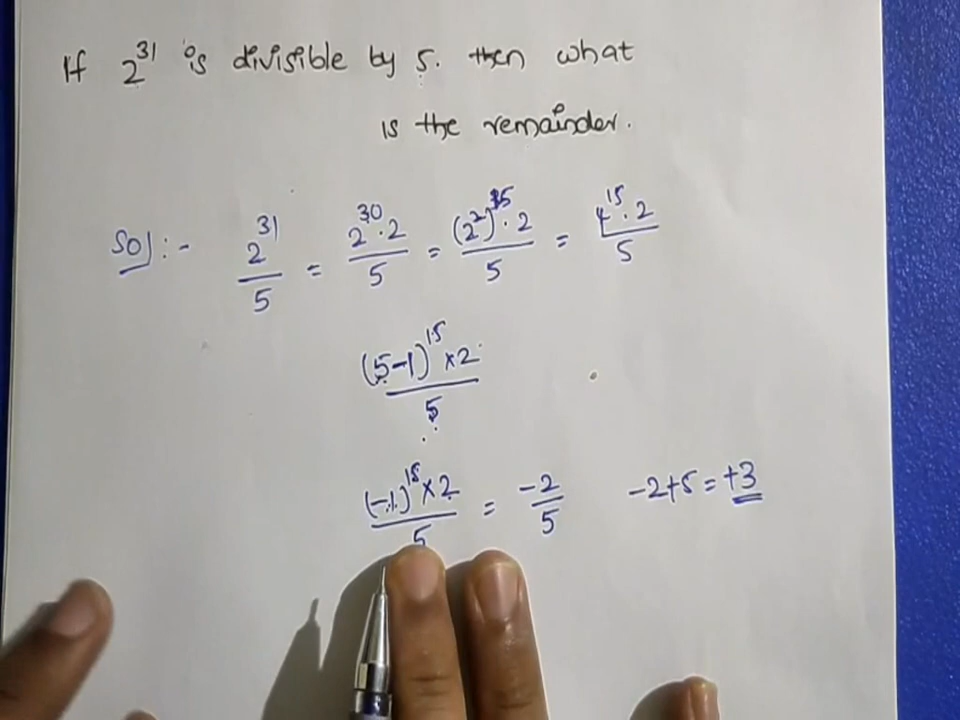 If 2^31 is divisible by 5. then what
is the remainder.
Sol:- 2^31/5 = 2^30·2/5 = (2^2)^15·2/5 = 4^15·2/5
(5-1)^15×2/5
(-1)^15×2/5 = -2/5 -2+5=+3